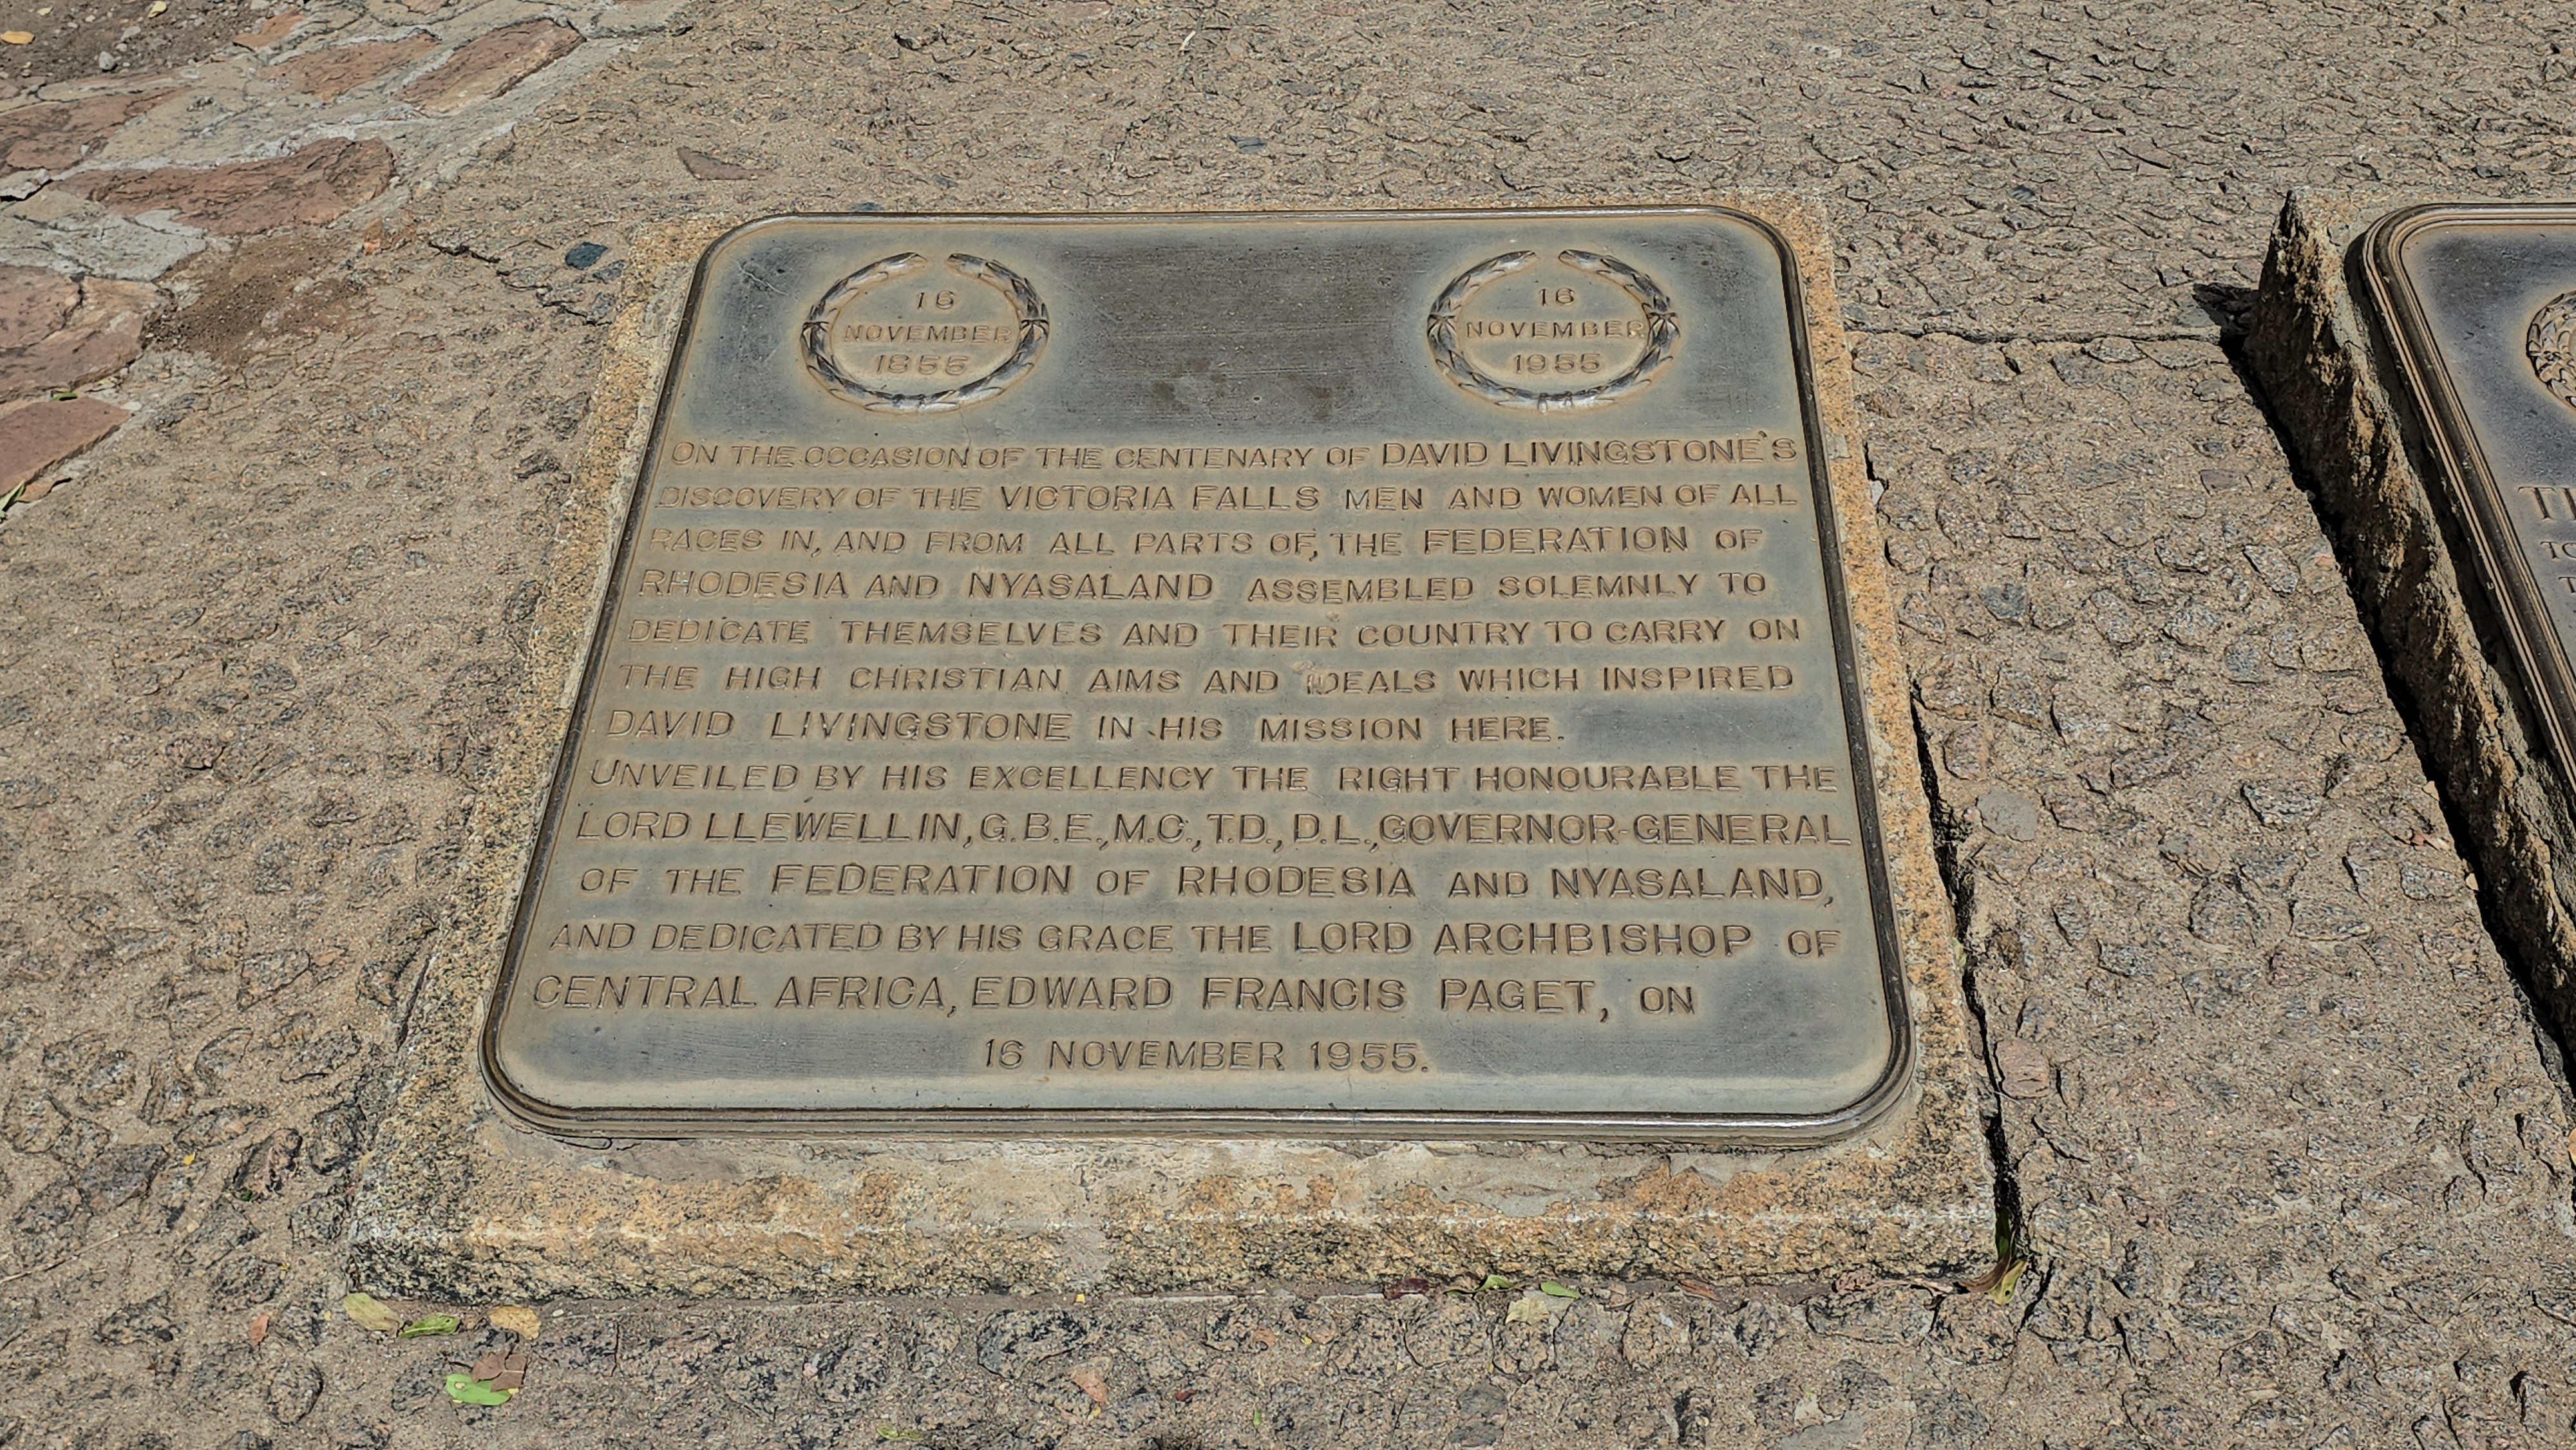 16
NOVEMBER
1855
16
NOVEMBER
1955
ON THE OCCASION OF THE CENTENARY OF DAVID LIVINGSTONE'S
DISCOVERY OF THE VICTORIA FALLS MEN AND WOMEN OF ALL
RACES IN, AND FROM ALL PARTS OF, THE FEDERATION OF
RHODESIA AND NYASALAND ASSEMBLED SOLEMNLY TO
DEDICATE THEMSELVES AND THEIR COUNTRY TO CARRY ON
THE HIGH CHRISTIAN AIMS AND IDEALS WHICH INSPIRED
DAVID LIVINGSTONE IN HIS MISSION HERE.
UNVEILED BY HIS EXCELLENCY THE RIGHT HONOURABLE THE
LORD LLEWELLIN, G.B.E., M.C., T.D., D.L., GOVERNOR-GENERAL
OF THE FEDERATION OF RHODESIA AND NYASALAND,
AND DEDICATED BY HIS GRACE THE LORD ARCHBISHOP OF
CENTRAL AFRICA, EDWARD FRANCIS PAGET, ON
16 NOVEMBER 1955.